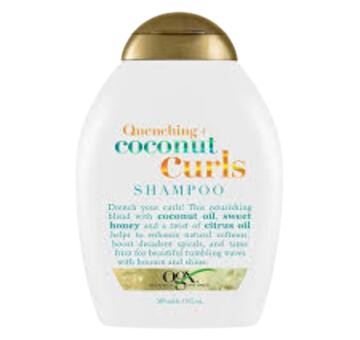 Quenching+
coconut
curls
SHAMPOO
Drench your curls! This nourishing
blend with coconut oil, sweet
honey and a twist of citrus oil
helps to enhance natural softness,
boost decadent spirals, and tame
frizz for beautiful tumbling waves
with bounce and shine.
ogx